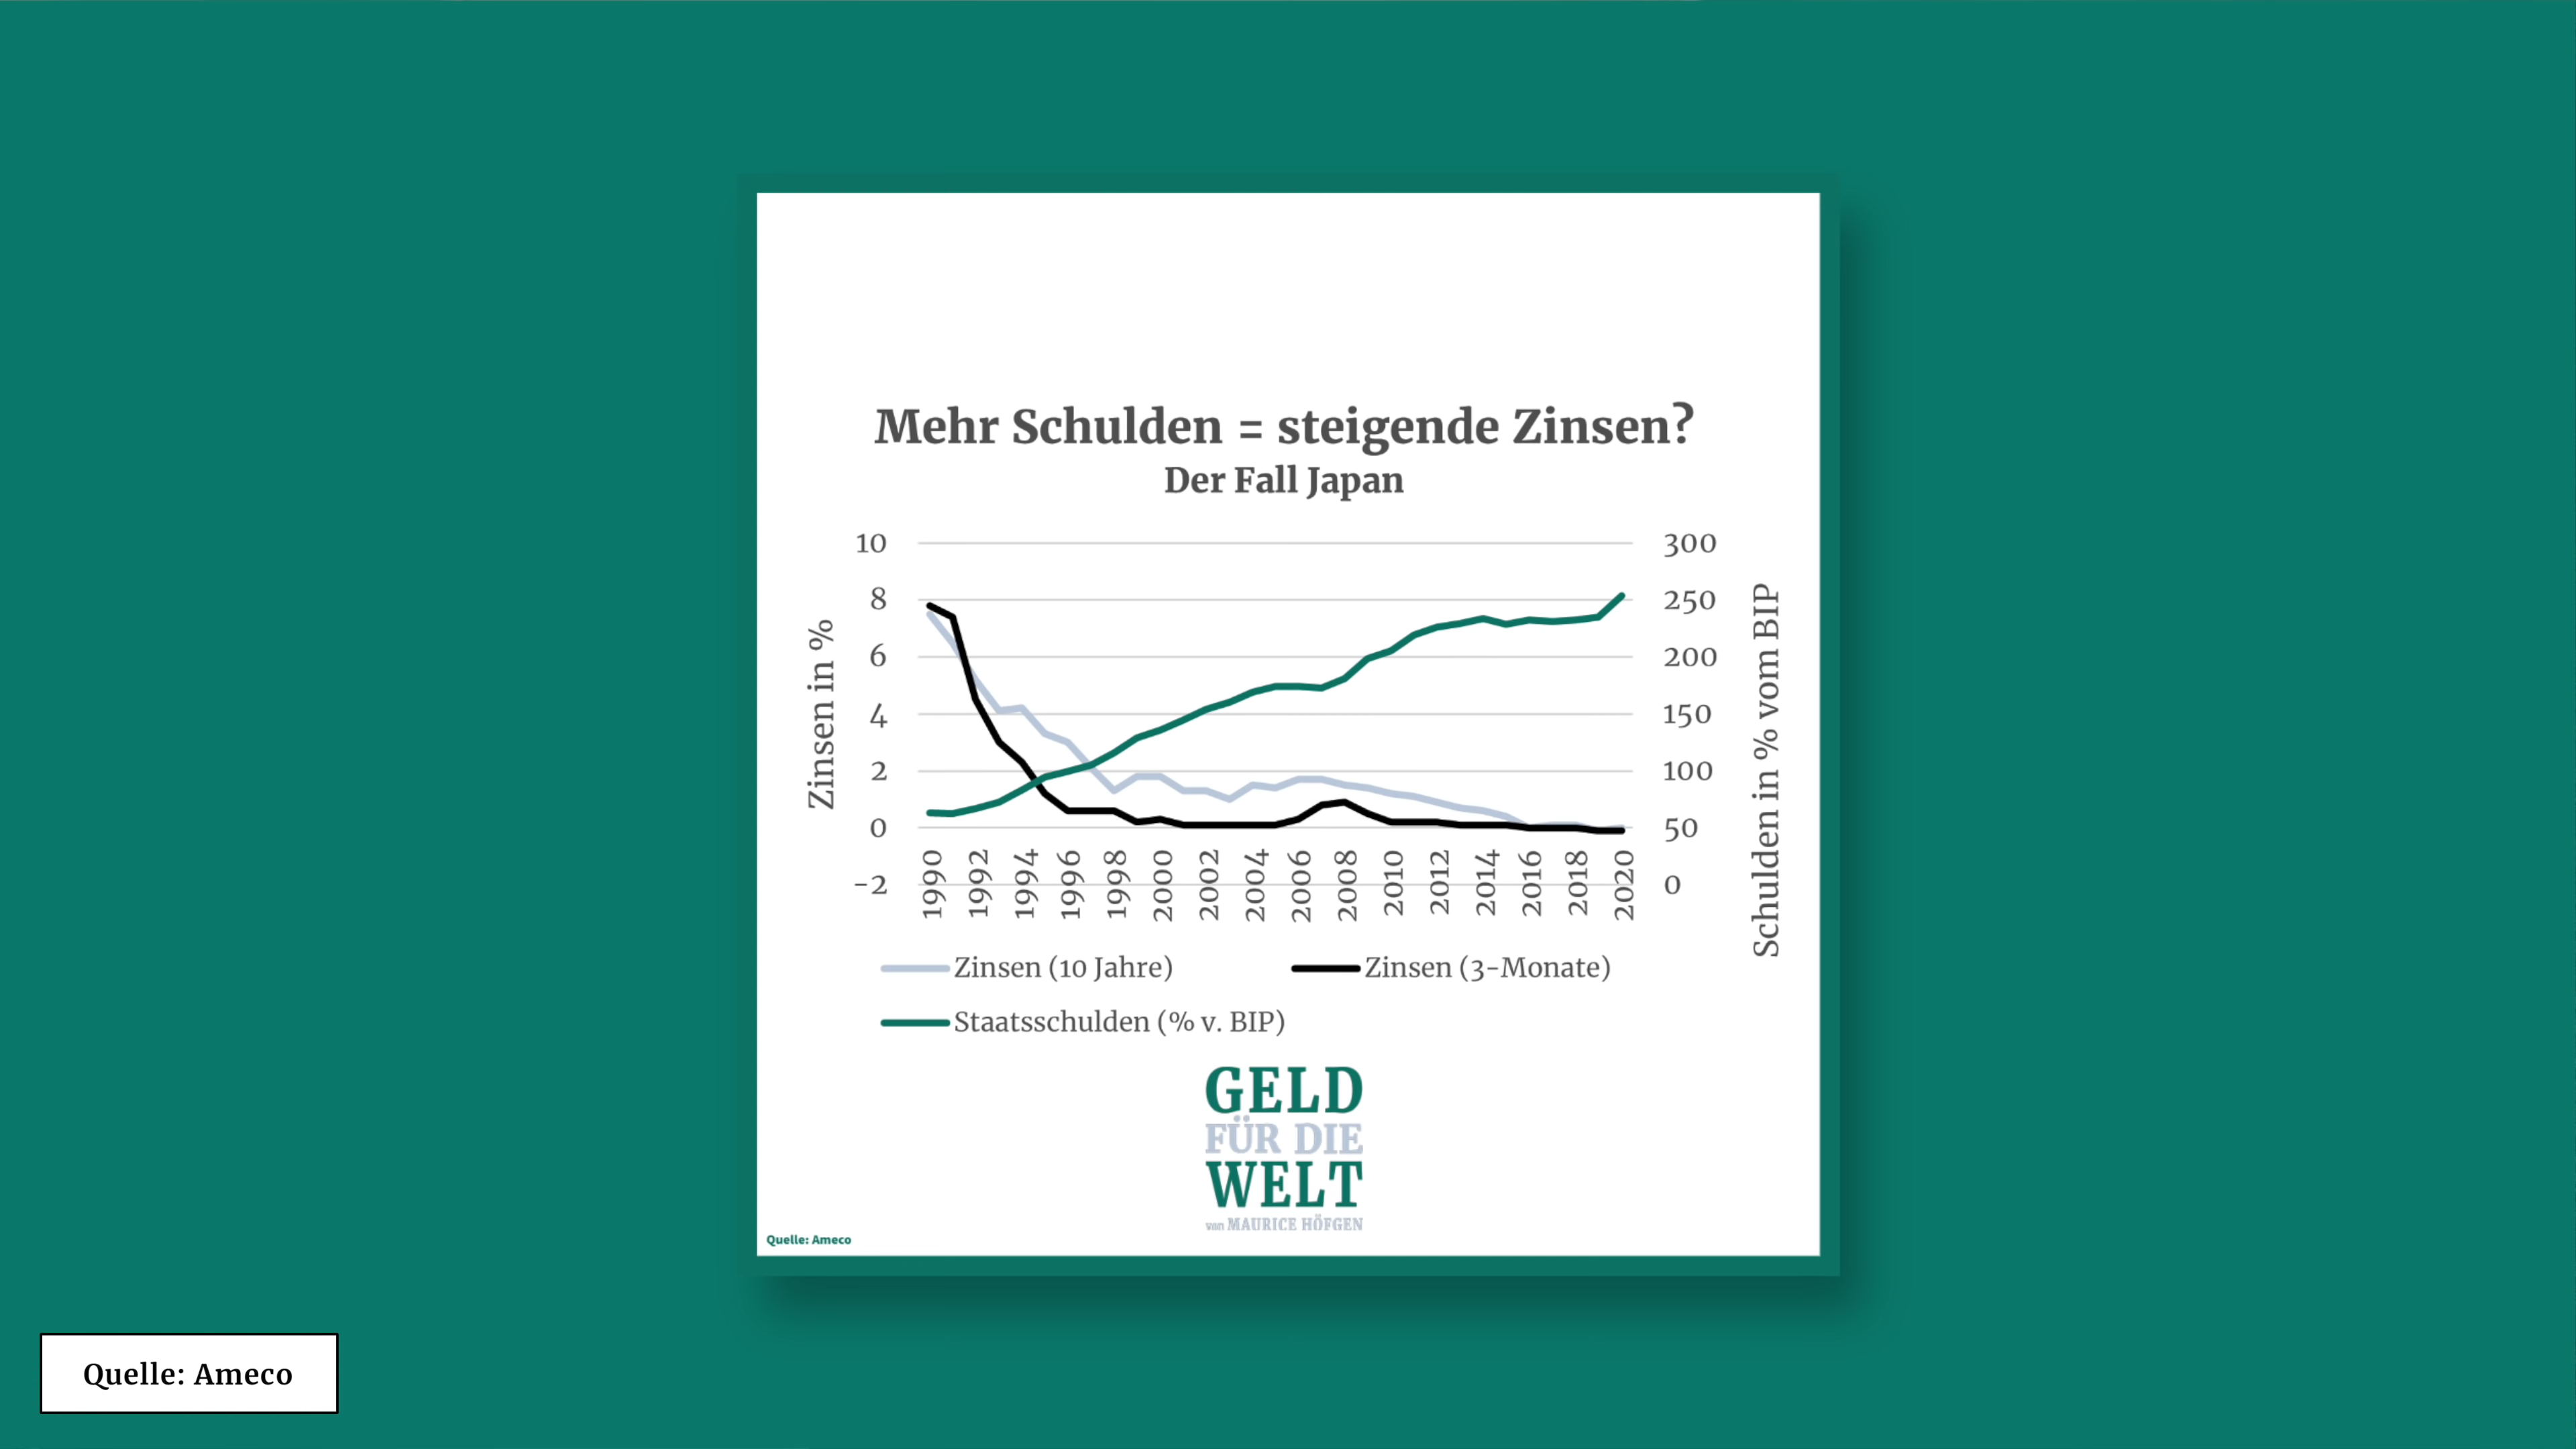 Mehr Schulden = steigende Zinsen?
Der Fall Japan
10
8
6
4
2
0
-2
Zinsen in %
300
250
200
150
100
50
0
Schulden in % vom BIP
1990
1992
1994
1996
1998
2000
2002
2004
2006
2008
2010
2012
2014
2016
2018
2020
Zinsen (10 Jahre)
Zinsen (3-Monate)
Staatsschulden (% v. BIP)
GELD
FÜR DIE
WELT
von MAURICE HÖFGEN
Quelle: Ameco
Quelle: Ameco